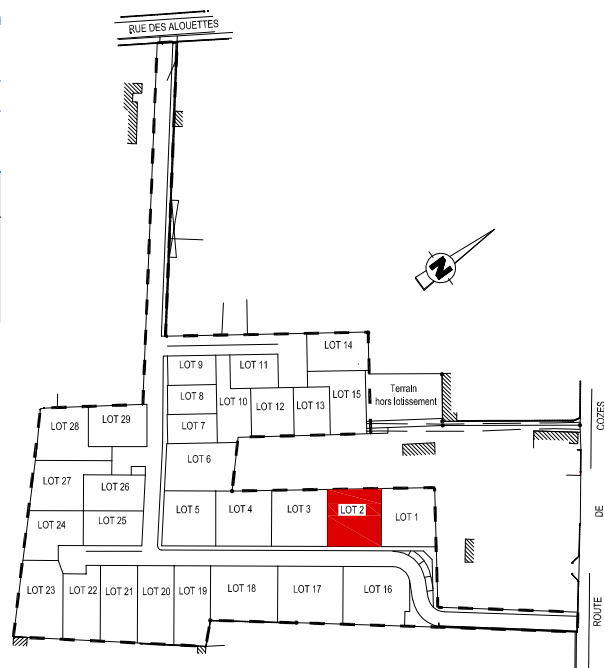 RUE DES ALOUETTES
N
LOT 14
LOT 9
LOT 11
LOT 8
LOT 10
LOT 12
LOT 13
LOT 15
Terrain
hors lotissement
LOT 7
LOT 28
LOT 29
LOT 6
LOT 27
LOT 26
LOT 5
LOT 4
LOT 3
LOT 2
LOT 1
LOT 24
LOT 25
LOT 23
LOT 22
LOT 21
LOT 20
LOT 19
LOT 18
LOT 17
LOT 16
ROUTE DE COZES